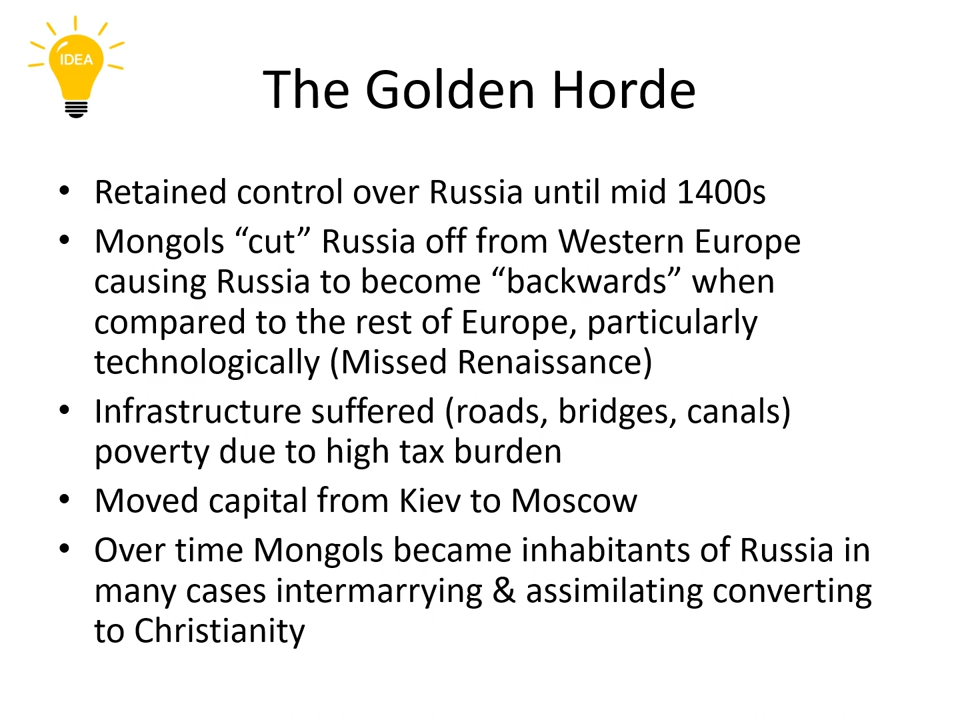 IDEA
The Golden Horde
• Retained control over Russia until mid 1400s
• Mongols “cut” Russia off from Western Europe
causing Russia to become “backwards” when
compared to the rest of Europe, particularly
technologically (Missed Renaissance)
• Infrastructure suffered (roads, bridges, canals)
poverty due to high tax burden
• Moved capital from Kiev to Moscow
• Over time Mongols became inhabitants of Russia in
many cases intermarrying & assimilating converting
to Christianity